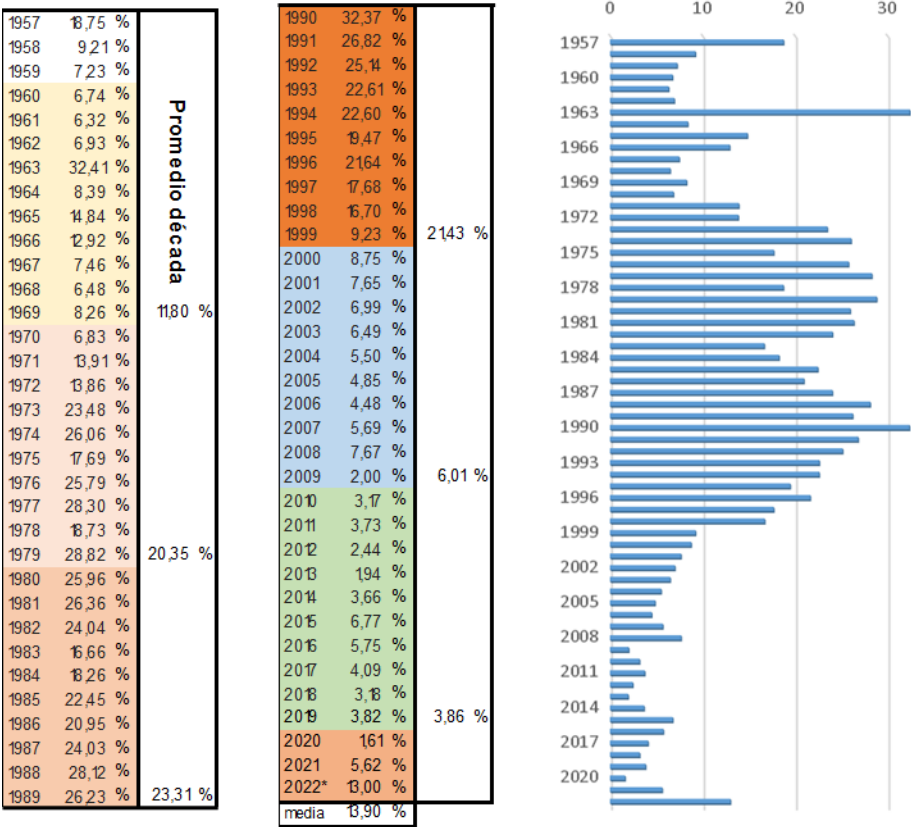 1957 18,75 %
1958 9,21 %
1959 7,23 %
1960 6,74 %
1961 6,32 %
1962 6,93 %
1963 32,41 %
1964 8,39 %
1965 14,84 %
1966 12,92 %
1967 7,46 %
1968 6,48 %
1969 8,26 % 11,80 %
1970 6,83 %
1971 13,91 %
1972 13,86 %
1973 23,48 %
1974 26,06 %
1975 17,69 %
1976 25,79 %
1977 28,30 %
1978 18,73 %
1979 28,82 % 20,35 %
1980 25,96 %
1981 26,36 %
1982 24,04 %
1983 16,66 %
1984 18,26 %
1985 22,45 %
1986 20,95 %
1987 24,03 %
1988 28,12 %
1989 26,23 % 23,31 %
Promedio década
1990 32,37 %
1991 26,82 %
1992 25,14 %
1993 22,61 %
1994 22,60 %
1995 19,47 %
1996 21,64 %
1997 17,68 %
1998 16,70 %
1999 9,23 % 21,43 %
2000 8,75 %
2001 7,65 %
2002 6,99 %
2003 6,49 %
2004 5,50 %
2005 4,85 %
2006 4,48 %
2007 5,69 %
2008 7,67 %
2009 2,00 % 6,01 %
2010 3,17 %
2011 3,73 %
2012 2,44 %
2013 1,94 %
2014 3,66 %
2015 6,77 %
2016 5,75 %
2017 4,09 %
2018 3,18 %
2019 3,82 % 3,86 %
2020 1,61 %
2021 5,62 %
2022* 13,00 %
media 13,90 %
0 10 20 30
1957
1960
1963
1966
1969
1972
1975
1978
1981
1984
1987
1990
1993
1996
1999
2002
2005
2008
2011
2014
2017
2020